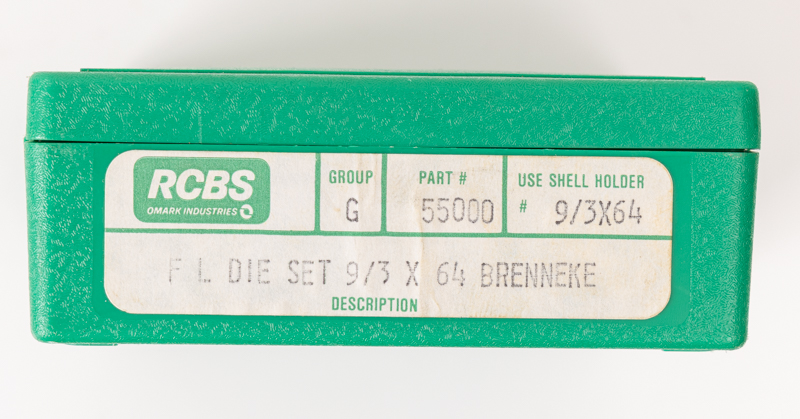 RCBS
OMARK INDUSTRIES
GROUP
G
PART #
55000
USE SHELL HOLDER
# 9/3X64
F L DIE SET 9/3 X 64 BRENNEKE
DESCRIPTION